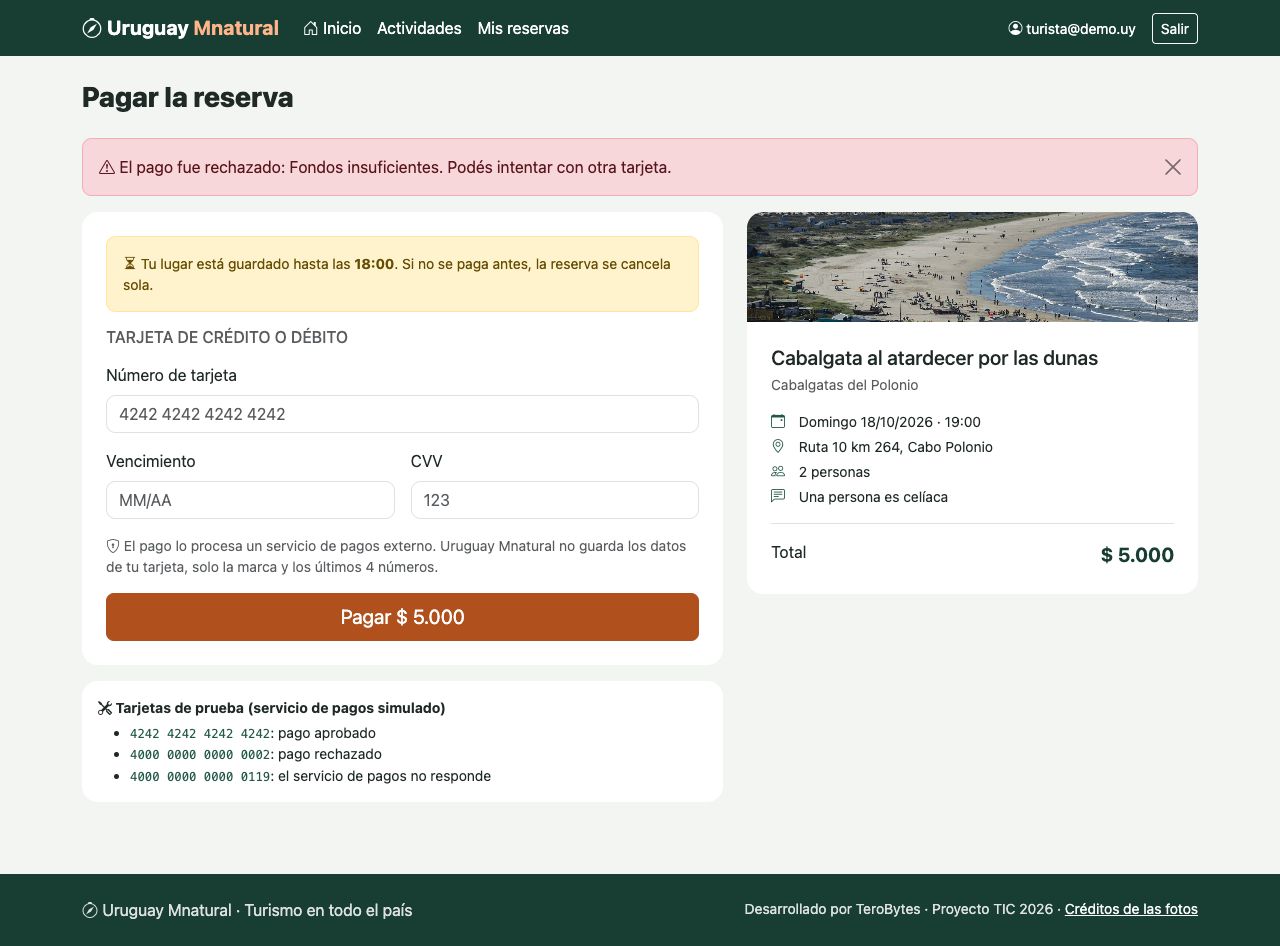 Uruguay Mnatural
Inicio
Actividades
Mis reservas
turista@demo.uy
Salir
Pagar la reserva
El pago fue rechazado: Fondos insuficientes. Podés intentar con otra tarjeta.
Tu lugar está guardado hasta las 18:00. Si no se paga antes, la reserva se cancela
sola.
TARJETA DE CRÉDITO O DÉBITO
Número de tarjeta
4242 4242 4242 4242
Vencimiento
CVV
MM/AA
123
El pago lo procesa un servicio de pagos externo. Uruguay Mnatural no guarda los datos
de tu tarjeta, solo la marca y los últimos 4 números.
Pagar $ 5.000
Tarjetas de prueba (servicio de pagos simulado)
4242 4242 4242 4242: pago aprobado
4000 0000 0000 0002: pago rechazado
4000 0000 0000 0119: el servicio de pagos no responde
Cabalgata al atardecer por las dunas
Cabalgatas del Polonio
Domingo 18/10/2026 · 19:00
Ruta 10 km 264, Cabo Polonio
2 personas
Una persona es celíaca
Total
$ 5.000
Uruguay Mnatural · Turismo en todo el país
Desarrollado por TeroBytes · Proyecto TIC 2026 · Créditos de las fotos